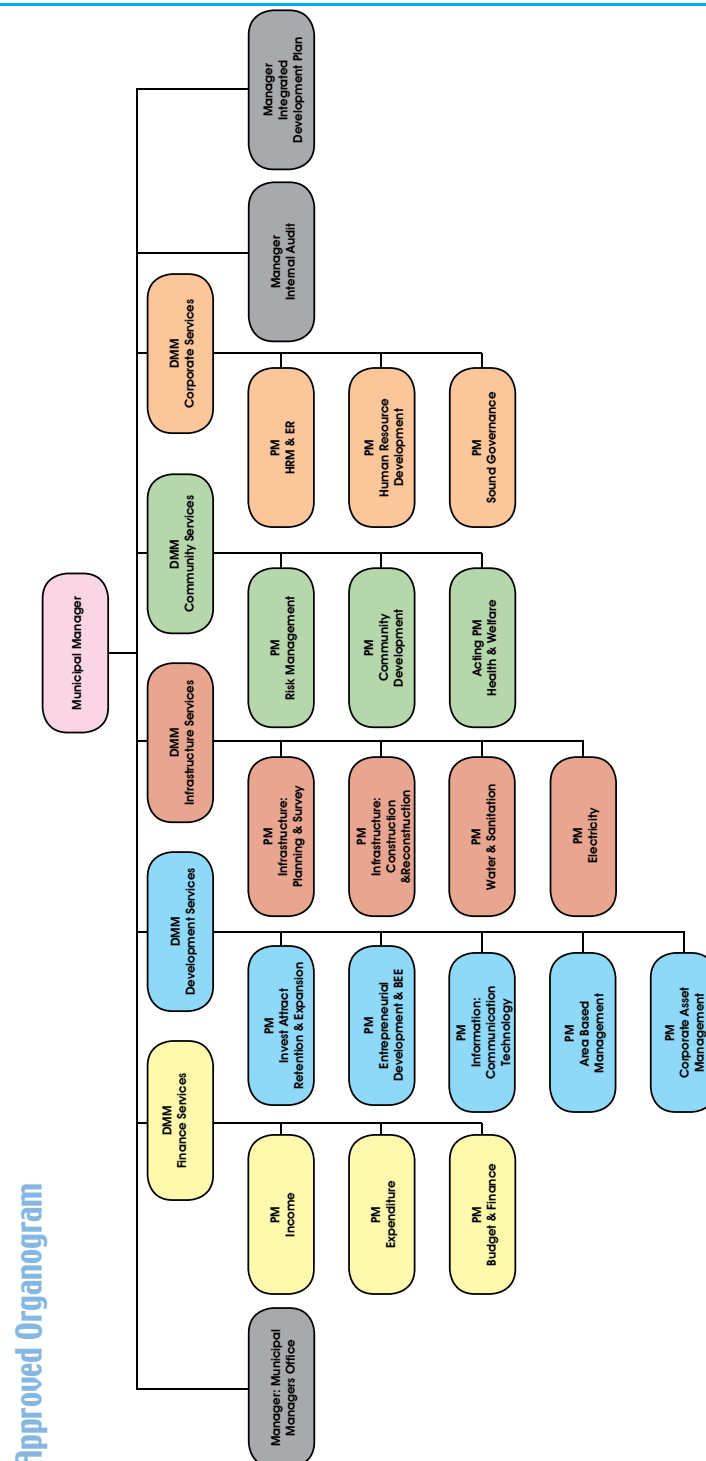 Approved Organogram
Municipal Manager
Manager: Municipal
Managers Office
DMM
Finance Services
PM
Income
PM
Expenditure
PM
Budget & Finance
DMM
Development Services
PM
Invest Attract
Retention & Expansion
PM
Entrepreneurial
Development & BEE
PM
Information:
Communication
Technology
PM
Area Based
Management
PM
Corporate Asset
Management
DMM
Infrastructure Services
PM
Infrastructure:
Planning & Survey
PM
Infrastructure:
Construction
&Reconstruction
PM
Water & Sanitation
PM
Electricity
DMM
Community Services
PM
Risk Management
PM
Community
Development
Acting PM
Health & Welfare
DMM
Corporate Services
PM
HRM & ER
PM
Human Resource
Development
PM
Sound Governance
Manager
Internal Audit
Manager
Integrated
Development Plan